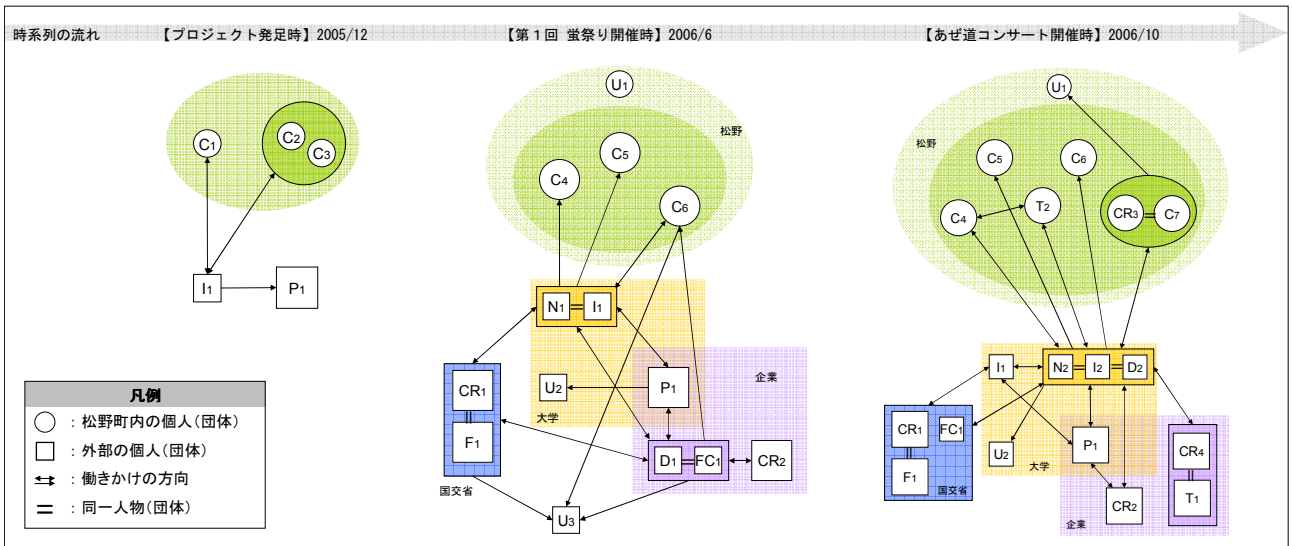 時系列の流れ
【プロジェクト発足時】2005/12
【第1回 蛍祭り開催時】2006/6
【あぜ道コンサート開催時】2006/10
C1
C2
C3
I1
P1
U1
松野
C5
C4
C6
N1
I1
CR1
F1
国交省
U2
大学
P1
企業
D1
FC1
CR2
U3
U1
松野
C5
C6
C4
T2
CR3
C7
I1
N2
I2
D2
CR1
FC1
F1
国交省
U2
大学
P1
CR2
企業
CR4
T1
凡例
:松野町内の個人(団体)
:外部の個人(団体)
:働きかけの方向
:同一人物(団体)